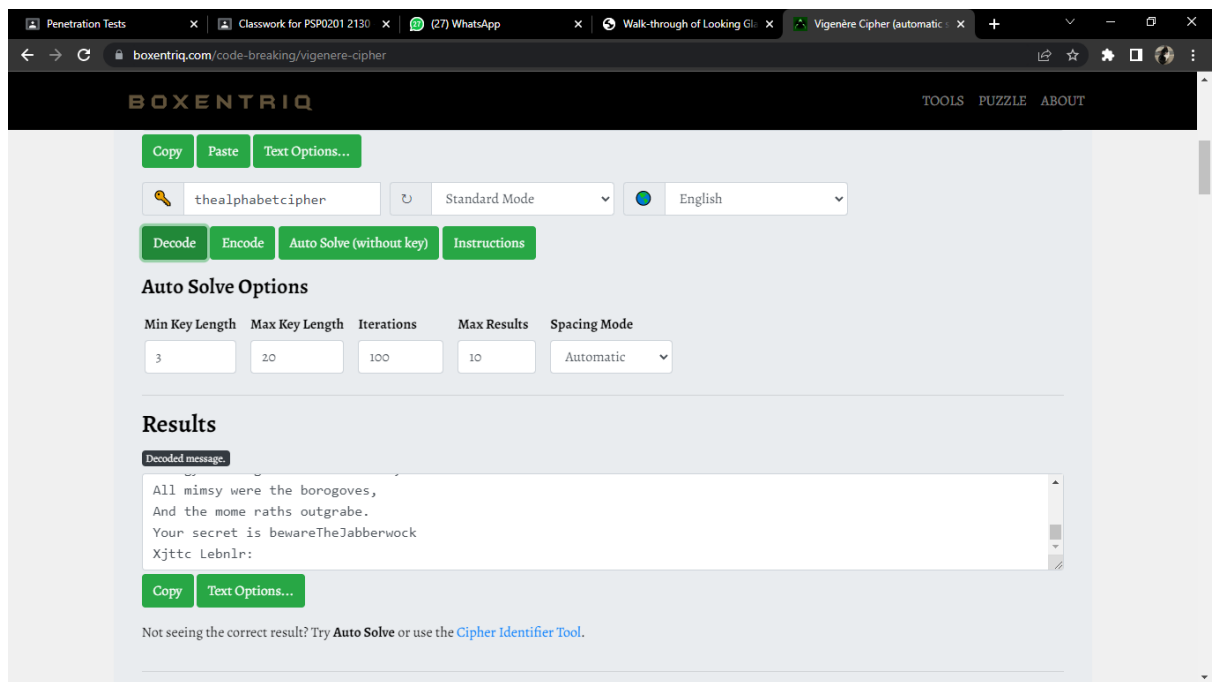 Penetration Tests
Classwork for PSP0201 2130
(27) WhatsApp
Walk-through of Looking Gla
Vigenère Cipher (automatic s
boxentriq.com/code-breaking/vigenere-cipher
BOXENTRIQ
TOOLS PUZZLE ABOUT
Copy Paste Text Options...
thealphabetcipher Standard Mode English
Decode Encode Auto Solve (without key) Instructions
Auto Solve Options
Min Key Length Max Key Length Iterations Max Results Spacing Mode
3 20 100 10 Automatic
Results
Decoded message.
All mimsy were the borogoves,
And the mome raths outgrabe.
Your secret is bewareTheJabberwock
Xjttc Lebnlr:
Copy Text Options...
Not seeing the correct result? Try Auto Solve or use the Cipher Identifier Tool.